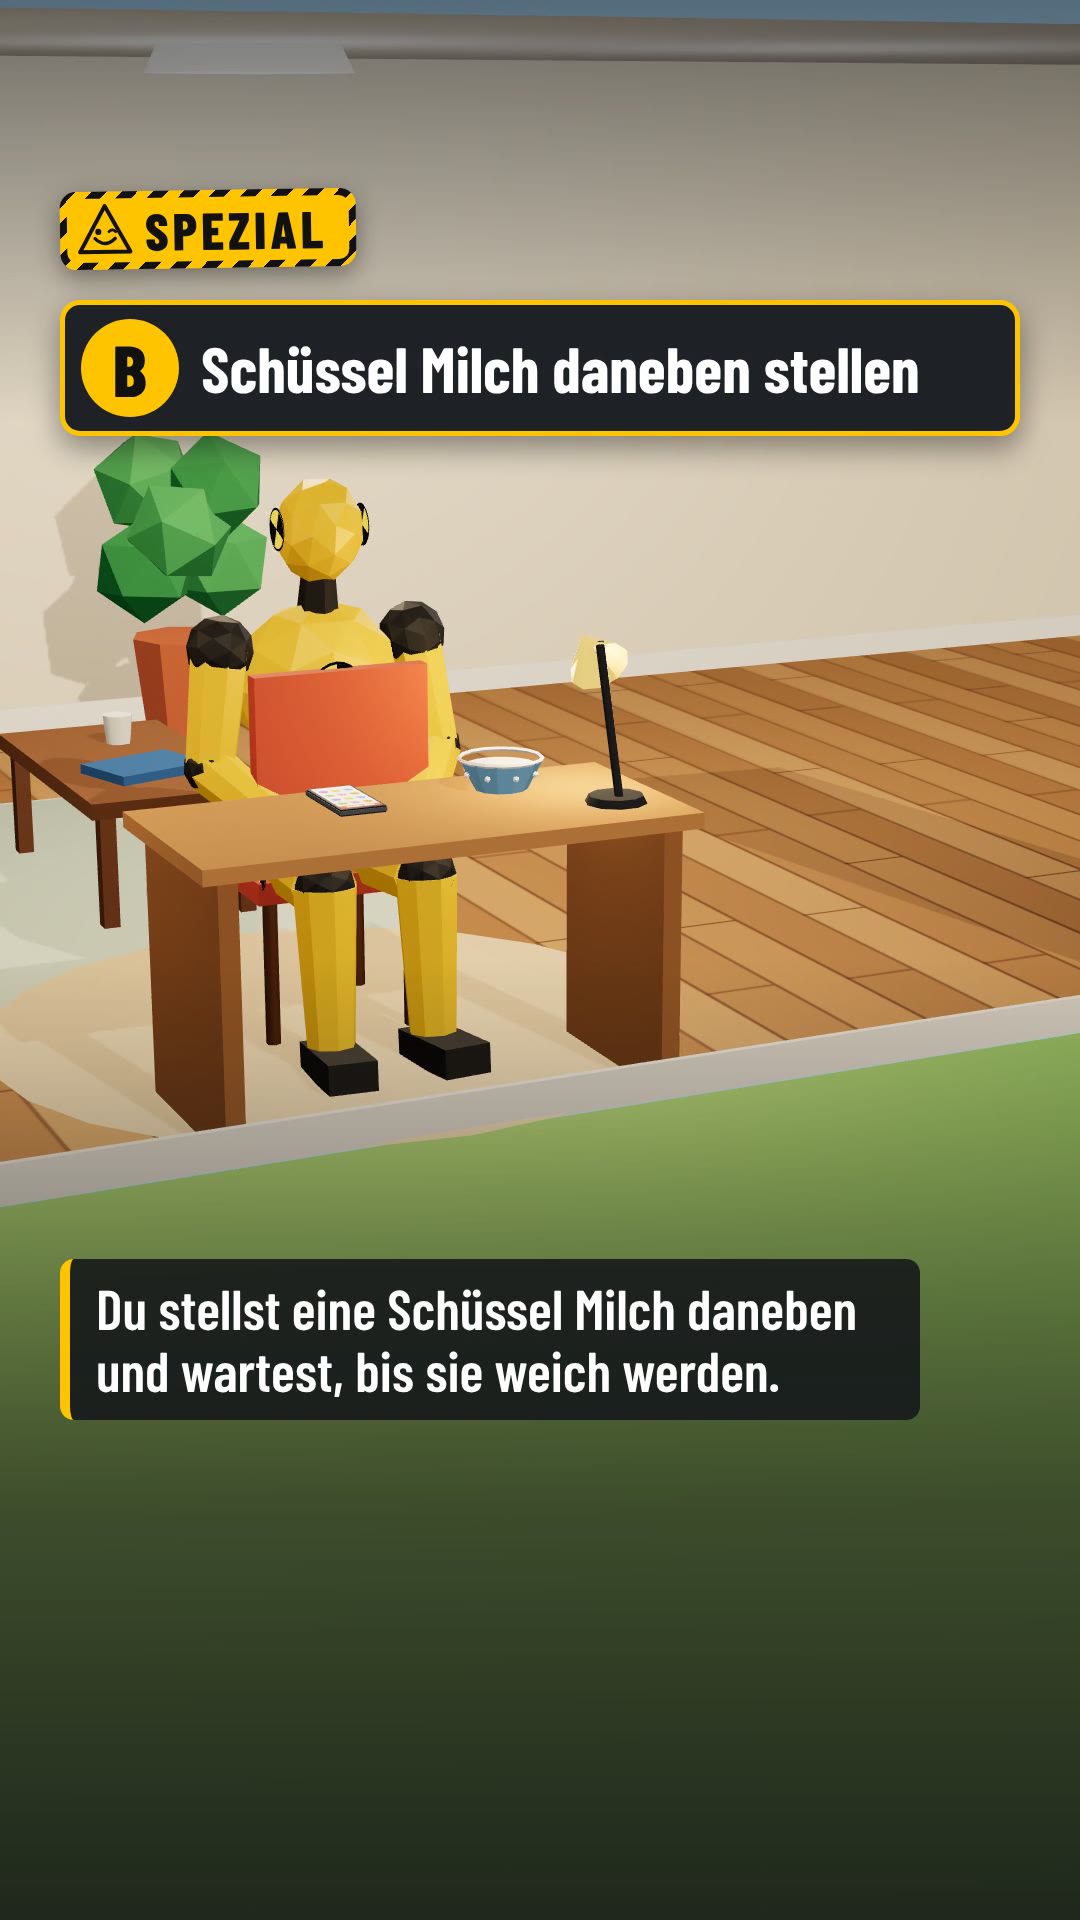 SPEZIAL
B Schüssel Milch daneben stellen
Du stellst eine Schüssel Milch daneben
und wartest, bis sie weich werden.